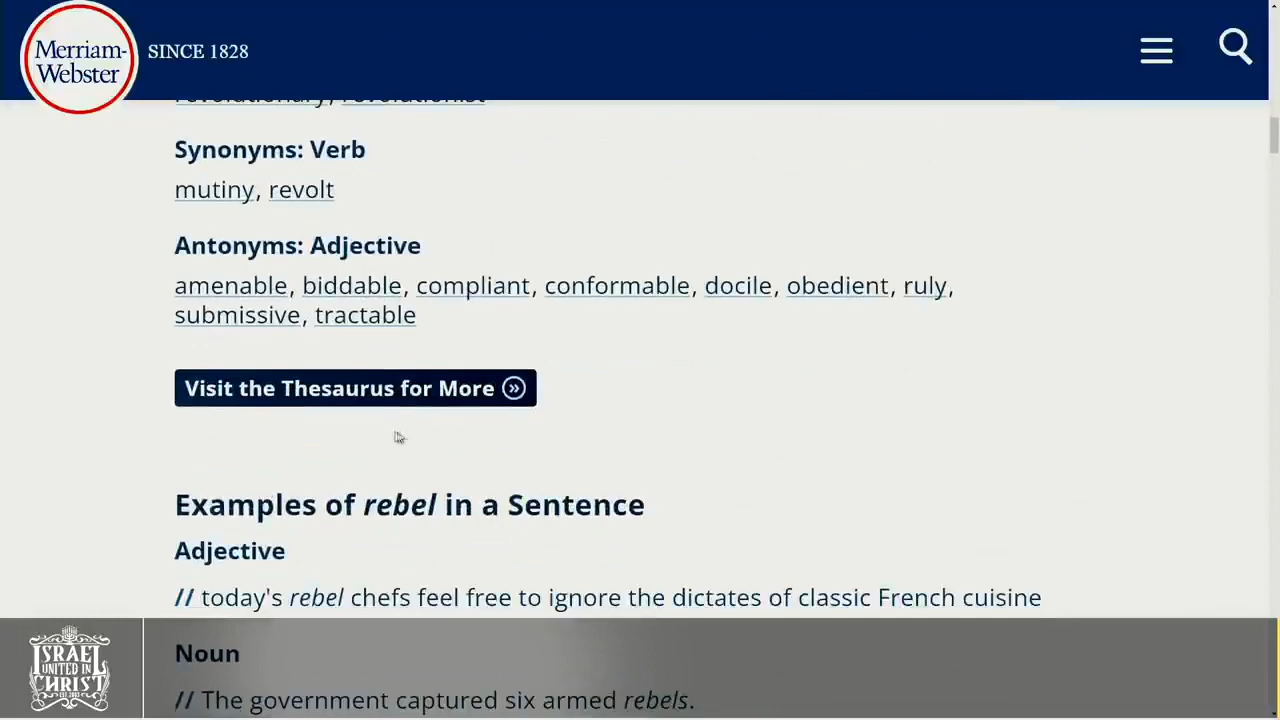 Merriam-
Webster
SINCE 1828
revolutionary, revolutionist
Synonyms: Verb
mutiny, revolt
Antonyms: Adjective
amenable, biddable, compliant, conformable, docile, obedient, ruly,
submissive, tractable
Visit the Thesaurus for More
Examples of rebel in a Sentence
Adjective
// today's rebel chefs feel free to ignore the dictates of classic French cuisine
Noun
// The government captured six armed rebels.
ISRAEL
UNITED IN
CHRIST